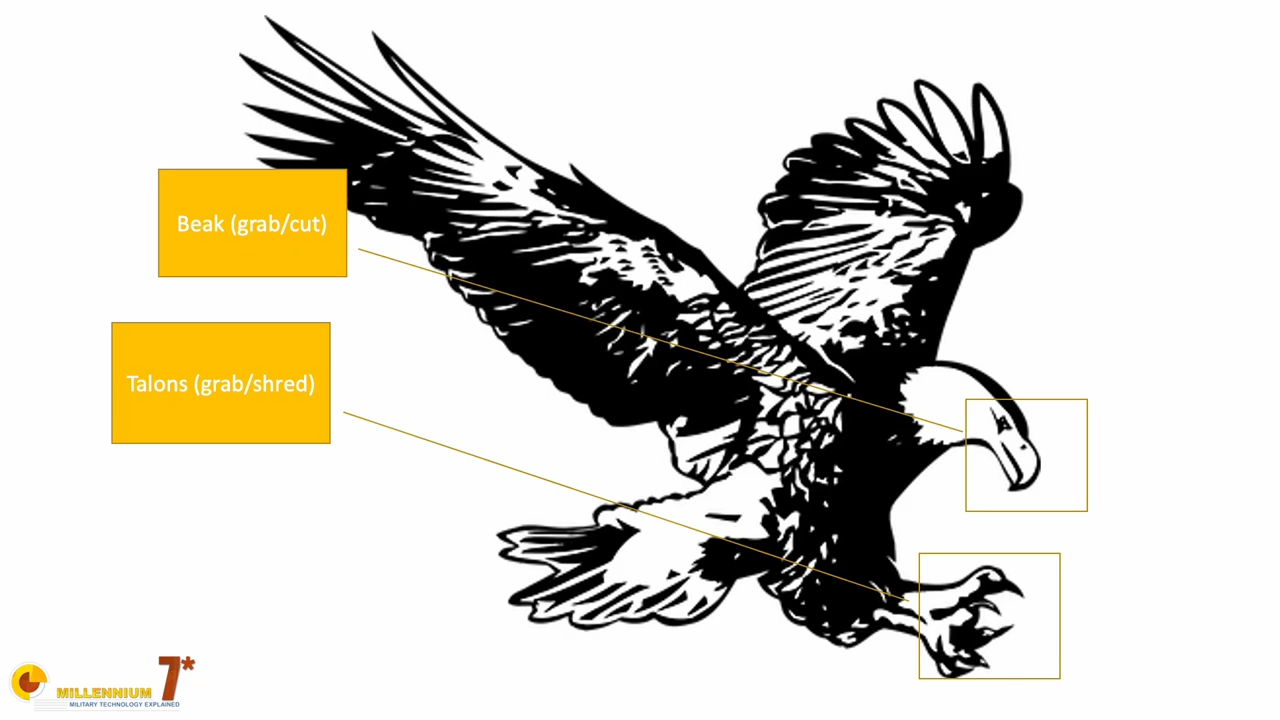 Beak (grab/cut)
Talons (grab/shred)
MILLENNIUM 7*
MILITARY TECHNOLOGY EXPLAINED